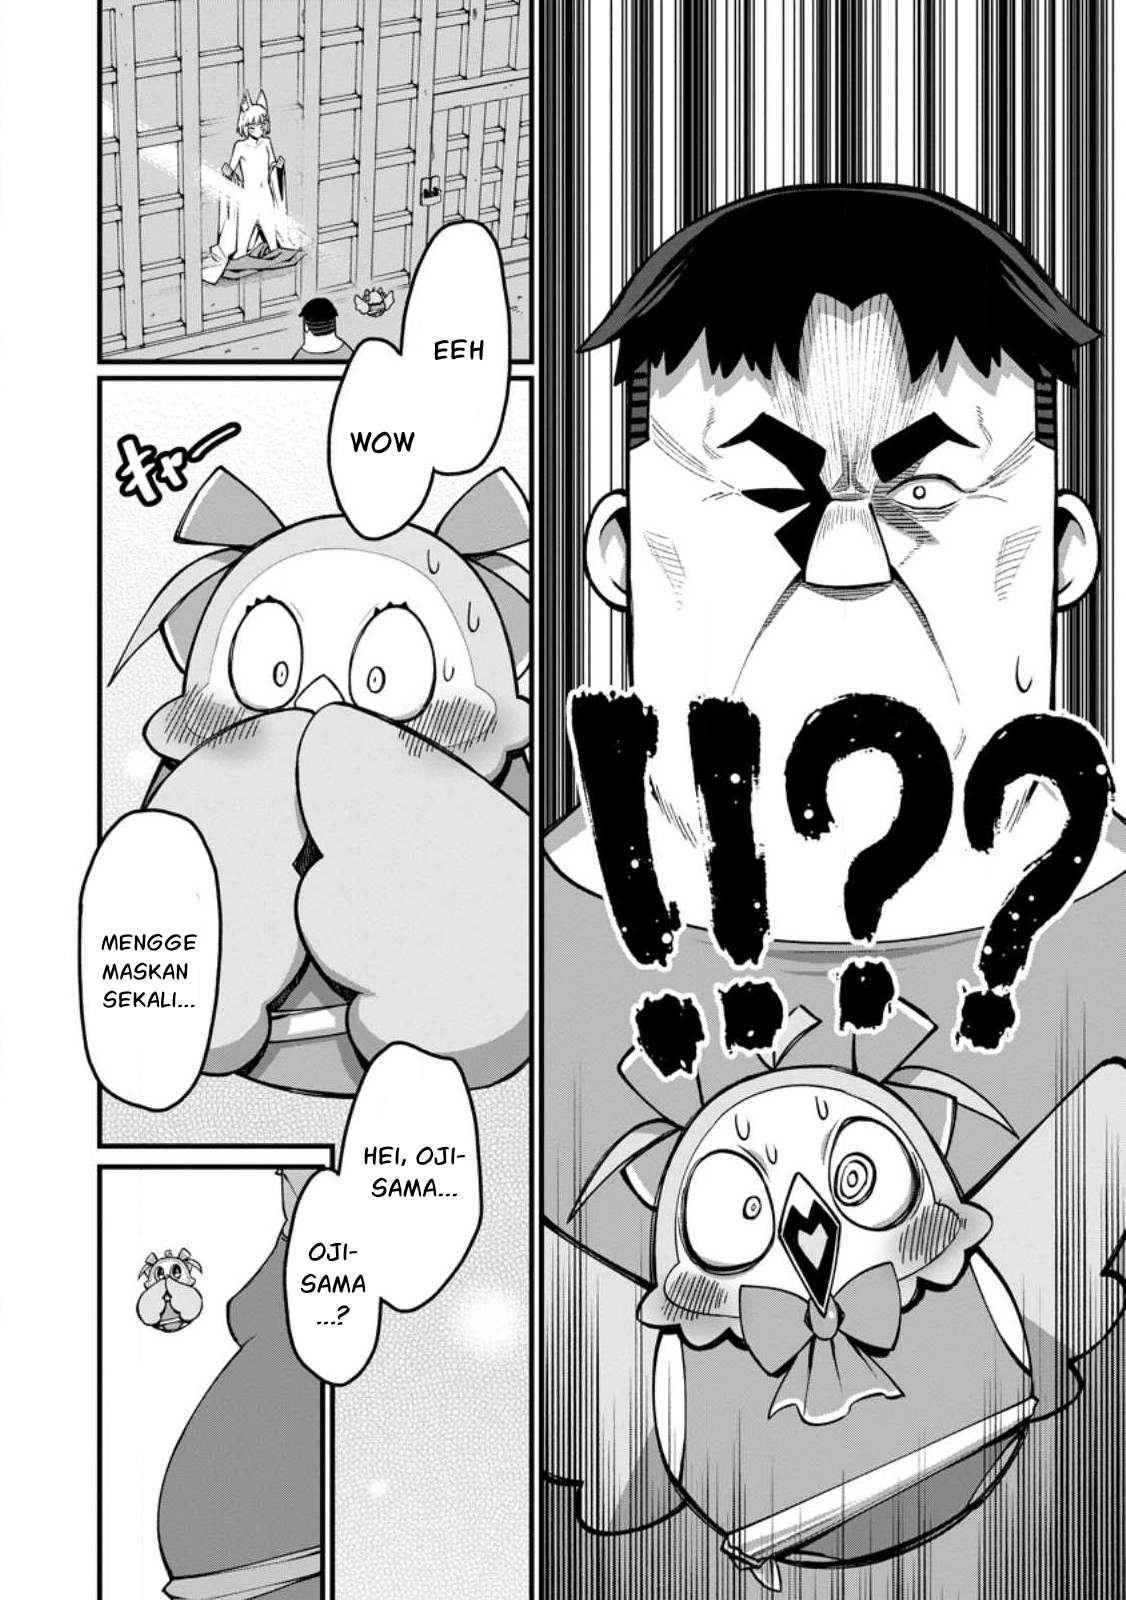 !!??
EEH
WOW
キャー
MENGGE
MASKAN
SEKALI...
HEI, OJI-
SAMA...
OJI-
SAMA
...?